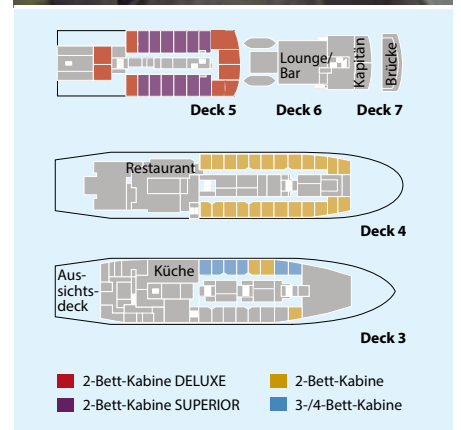 Lounge/
Bar
Kapitän
Brücke
Deck 5
Deck 6
Deck 7
Restaurant
Deck 4
Aus-
sichts-
deck
Küche
Deck 3
2-Bett-Kabine DELUXE
2-Bett-Kabine
2-Bett-Kabine SUPERIOR
3-/4-Bett-Kabine